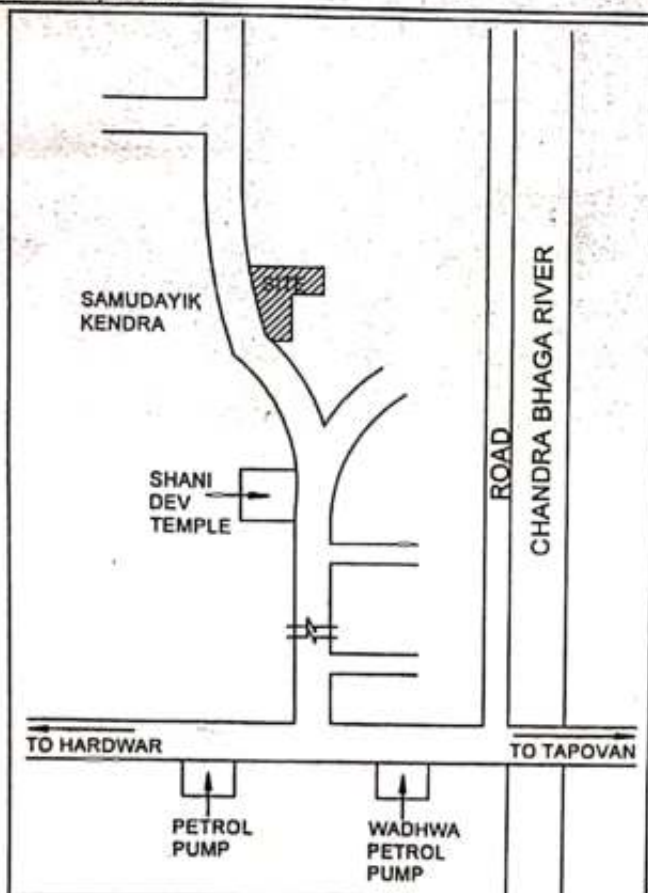 SITE
SAMUDAYIK
KENDRA
SHANI
DEV
TEMPLE
ROAD
CHANDRA BHAGA RIVER
TO HARDWAR
TO TAPOVAN
PETROL
PUMP
WADHWA
PETROL
PUMP